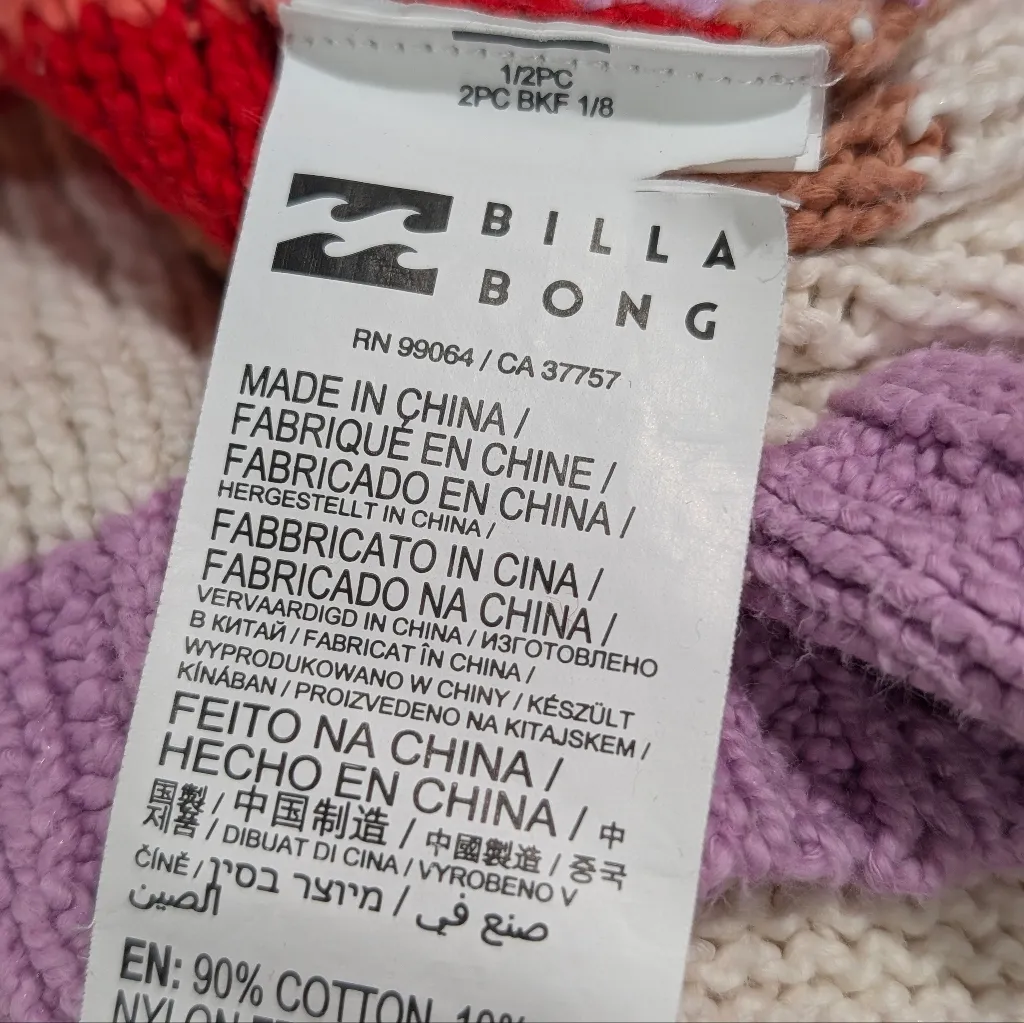 1/2PC
2PC BKF 1/8
BILLA
BONG
RN 99064 / CA 37757
MADE IN CHINA /
FABRIQUÉ EN CHINE /
FABRICADO EN CHINA /
HERGESTELLT IN CHINA /
FABBRICATO IN CINA /
FABRICADO NA CHINA /
VERVAARDIGD IN CHINA / ИЗГОТОВЛЕНО
В КИТАЙ / FABRICAT ÎN CHINA /
WYPRODUKOWANO W CHINY / KÉSZÜLT
KÍNÁBAN / PROIZVEDENO NA KITAJSKEM /
FEITO NA CHINA /
HECHO EN CHINA / 中
国製 / 中国制造 / 中國製造 / 중국
제품 / DIBUAT DI CINA / VYROBENO V
ČÍNĚ / מיוצר בסין / صنع في
الصين
EN: 90% COTTON, 10%
NYLON